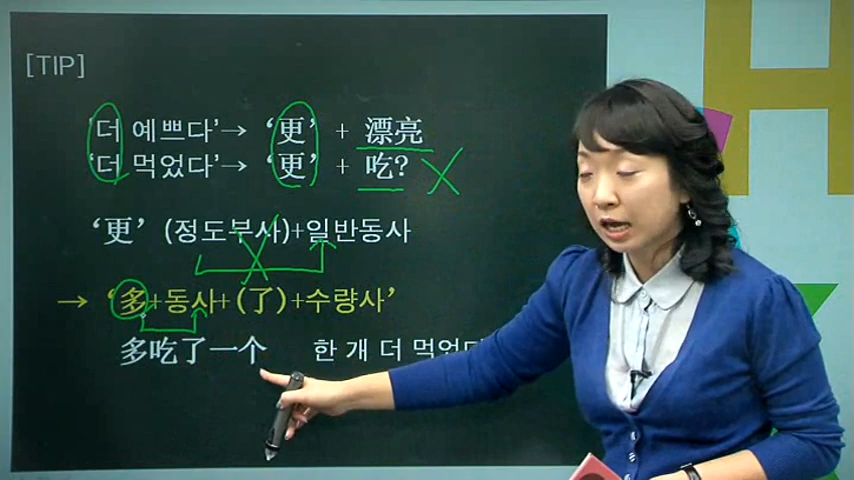 [TIP]
‘더 예쁘다’→ ‘更’ + 漂亮
‘더 먹었다’→ ‘更’ + 吃?
‘更’ (정도부사)+일반동사
→ ‘多+동사+(了)+수량사’
多吃了一个 한 개 더 먹었다